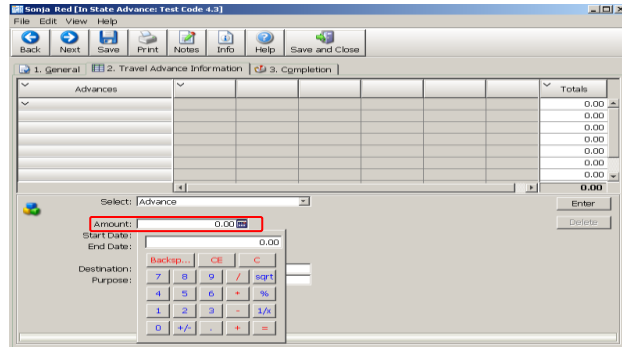 Sonja Red [In State Advance: Test Code 4.3]
File Edit View Help
Back Next Save Print Notes Info Help Save and Close
1. General 2. Travel Advance Information 3. Completion
Advances Totals
0.00
0.00
0.00
0.00
0.00
0.00
0.00
0.00
Select: Advance Enter
Amount: 0.00 Delete
Start Date:
End Date: 0.00
Backsp... CE C
Destination: 7 8 9 / sqrt
Purpose: 4 5 6 * %
1 2 3 - 1/x
0 +/- . + =